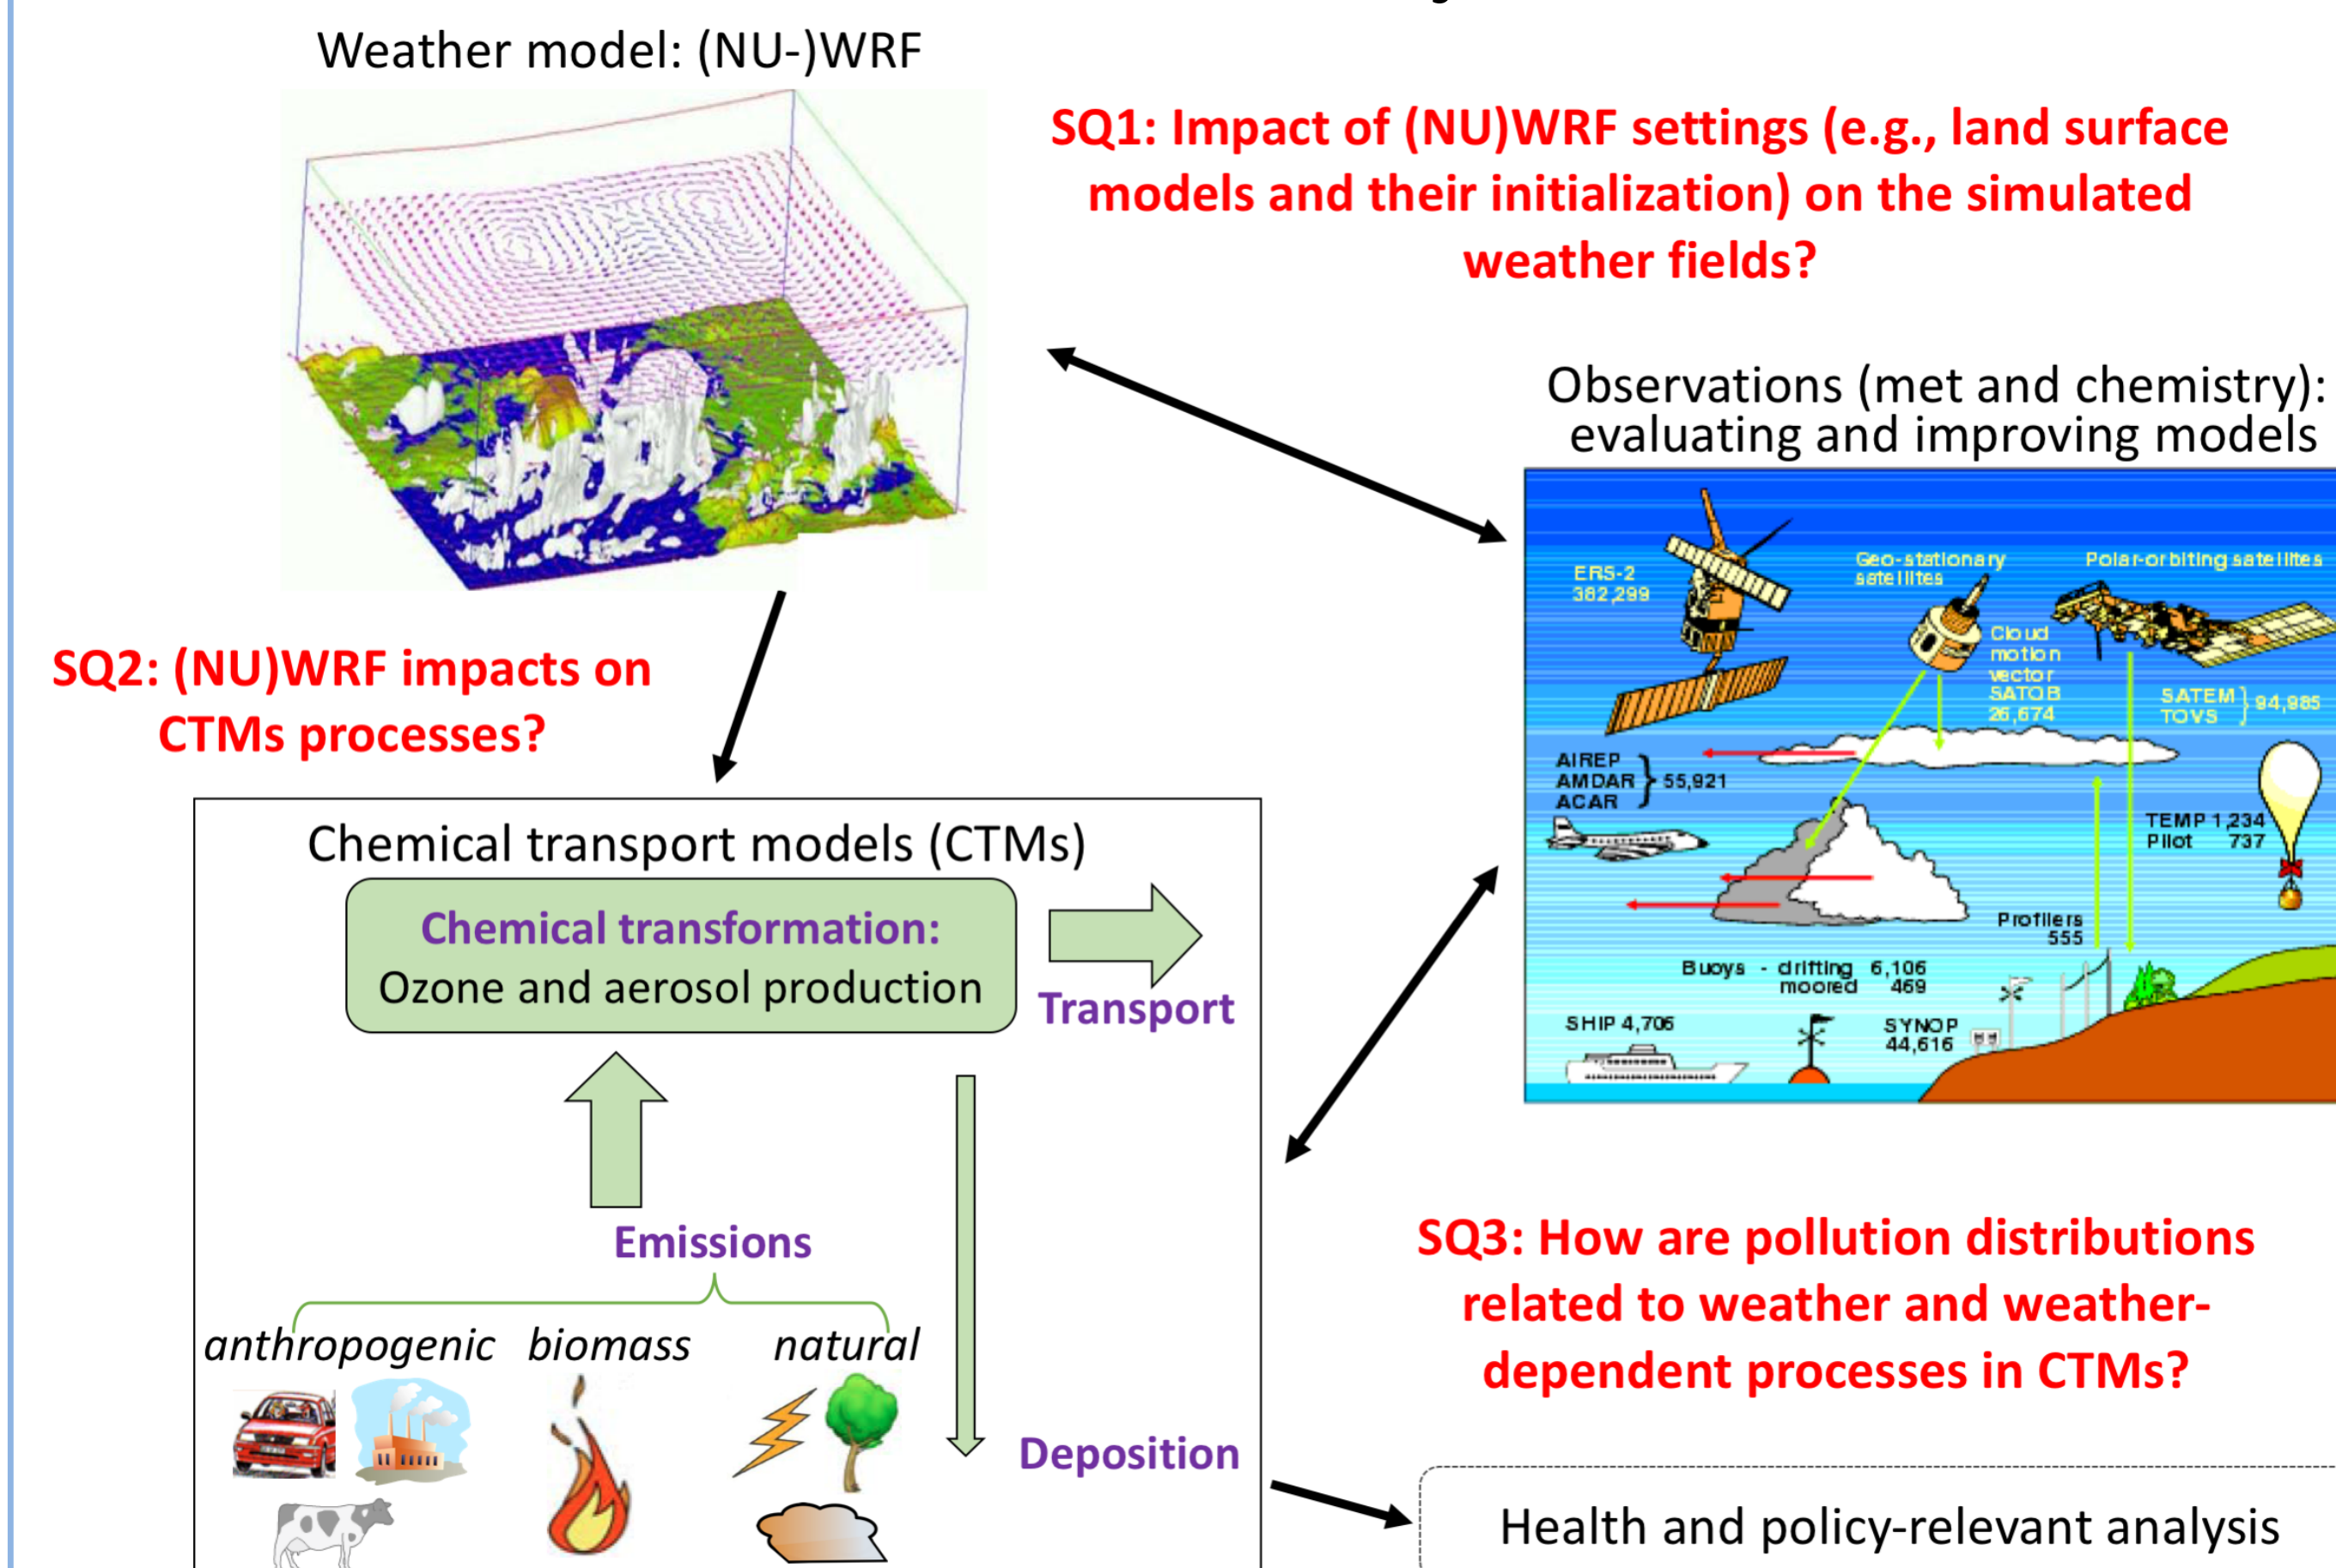 Weather model: (NU-)WRF
SQ1: Impact of (NU)WRF settings (e.g., land surface
models and their initialization) on the simulated
weather fields?
Observations (met and chemistry):
evaluating and improving models
ERS-2
382,299
Geo-stationary
satellites
Polar-orbiting satellites
Cloud
motion
vector
SATOB
26,674
SATEM
TOVS
94,985
AIREP
AMDAR
ACAR
55,921
TEMP 1,234
Pilot 737
Profilers
555
Buoys - drifting 6,106
moored 469
SHIP 4,706
SYNOP
44,616
SQ2: (NU)WRF impacts on
CTMs processes?
Chemical transport models (CTMs)
Chemical transformation:
Ozone and aerosol production
Transport
Emissions
anthropogenic biomass natural
Deposition
SQ3: How are pollution distributions
related to weather and weather-
dependent processes in CTMs?
Health and policy-relevant analysis